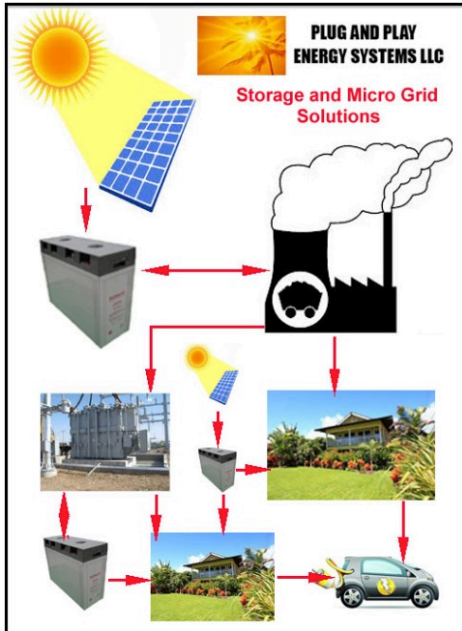 PLUG AND PLAY
ENERGY SYSTEMS LLC
Storage and Micro Grid
Solutions